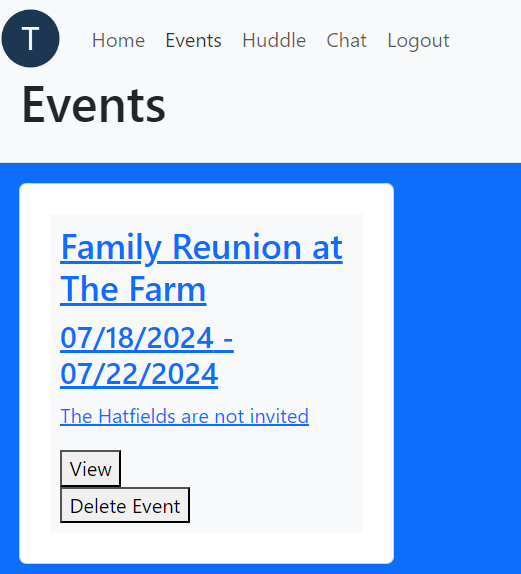 T Home Events Huddle Chat Logout
Events
Family Reunion at
The Farm
07/18/2024 -
07/22/2024
The Hatfields are not invited
View
Delete Event